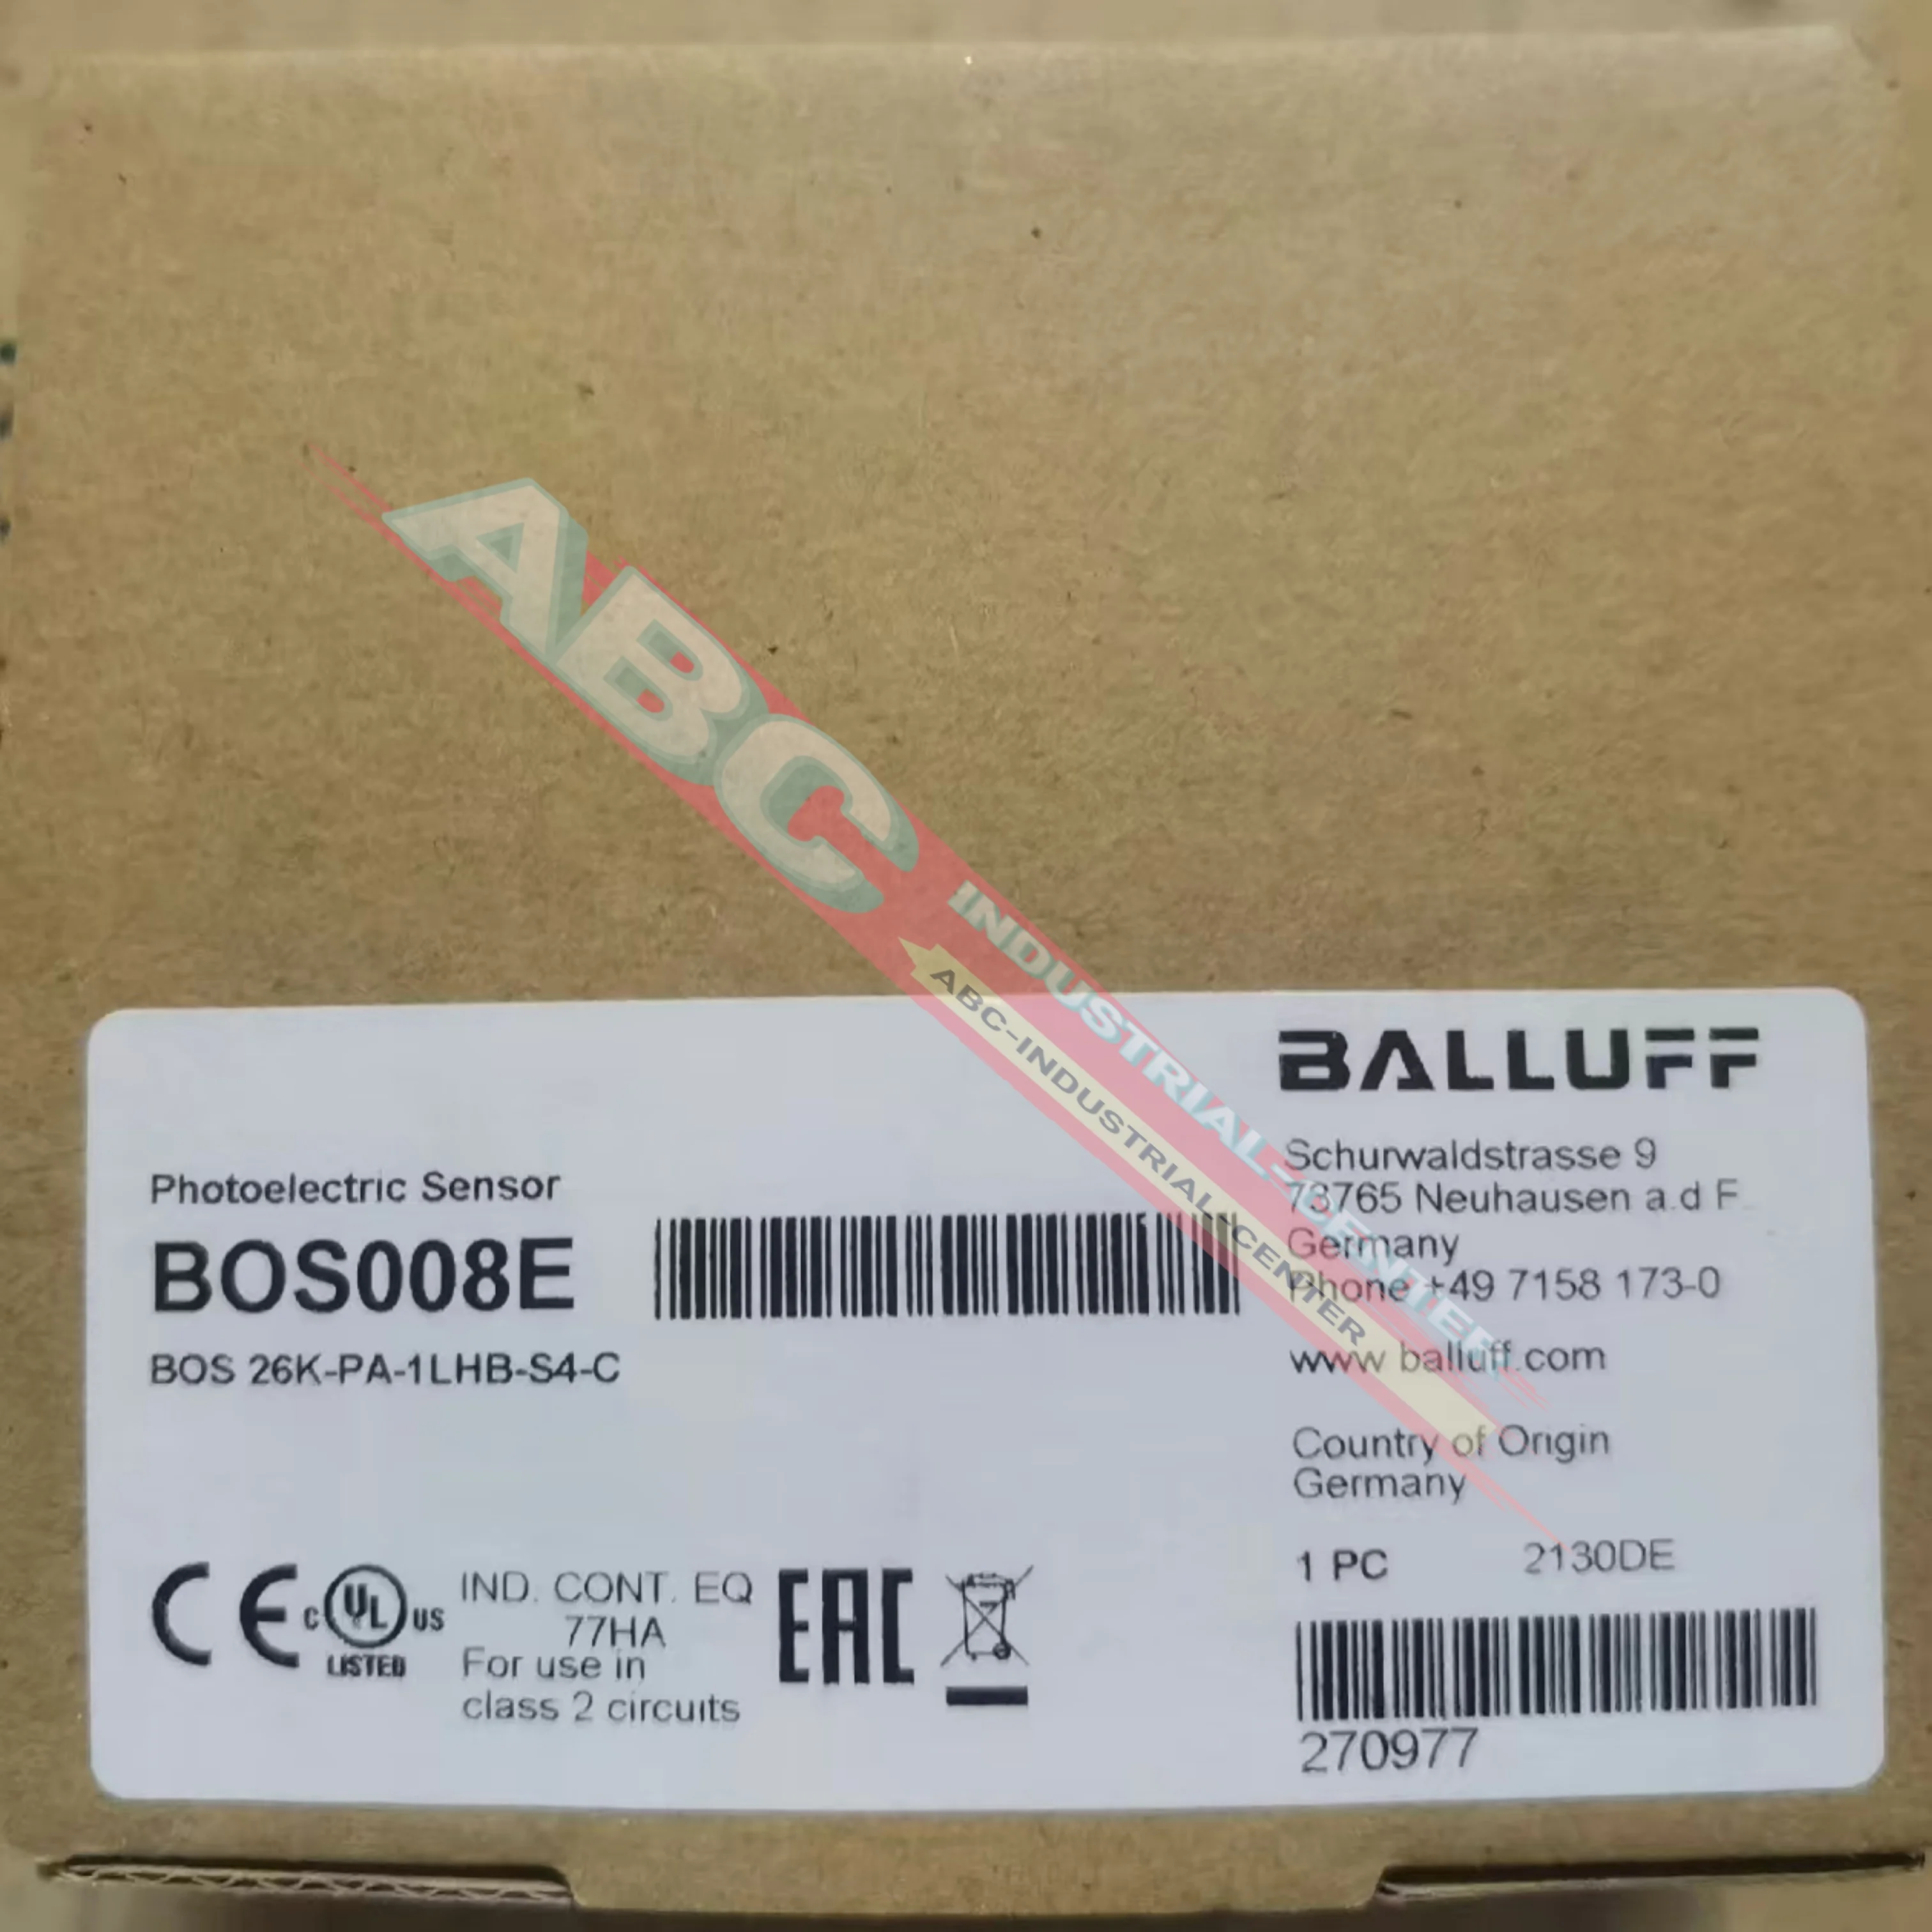 ABC
INDUSTRIAL-CENTER
ABC-INDUSTRIAL-CENTER
BALLUFF
Schurwaldstrasse 9
73765 Neuhausen a.d F.
Germany
Phone +49 7158 173-0
www balluff.com
Country of Origin
Germany
1 PC 2130DE
270977
Photoelectric Sensor
BOS008E
BOS 26K-PA-1LHB-S4-C
CE
C UL US
LISTED
IND. CONT. EQ
77HA
For use in
class 2 circuits
EAC